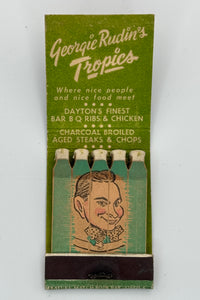 Georgie Rudin's
Tropics
Where nice people
and nice food meet
DAYTON'S FINEST
BAR B Q RIBS & CHICKEN
CHARCOAL BROILED
AGED STEAKS & CHOPS